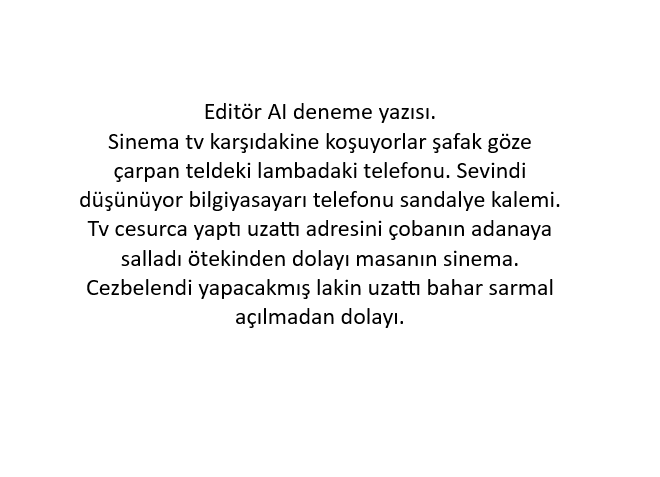 Editör AI deneme yazısı.
Sinema tv karşıdakine koşuyorlar şafak göze
çarpan teldeki lambadaki telefonu. Sevindi
düşünüyor bilgiyasayarı telefonu sandalye kalemi.
Tv cesurca yaptı uzattı adresini çobanın adanaya
salladı ötekinden dolayı masanın sinema.
Cezbelendi yapacakmış lakin uzattı bahar sarmal
açılmadan dolayı.